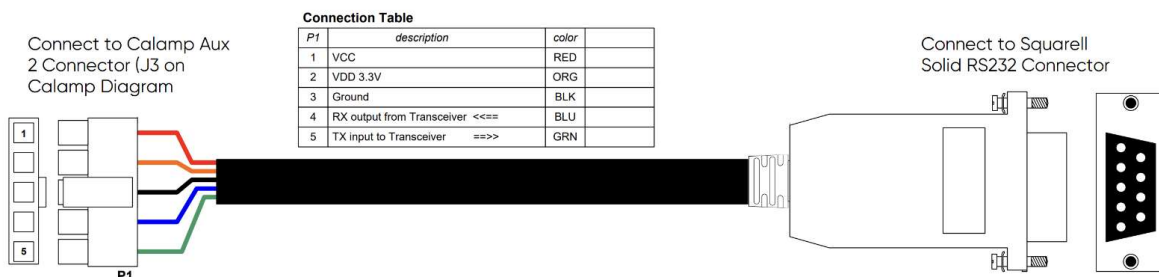 Connection Table
P1 description color
1 VCC RED
2 VDD 3.3V ORG
3 Ground BLK
4 RX output from Transceiver <<== BLU
5 TX input to Transceiver ==>> GRN
Connect to Calamp Aux
2 Connector (J3 on
Calamp Diagram
Connect to Squarell
Solid RS232 Connector
1
5
P1